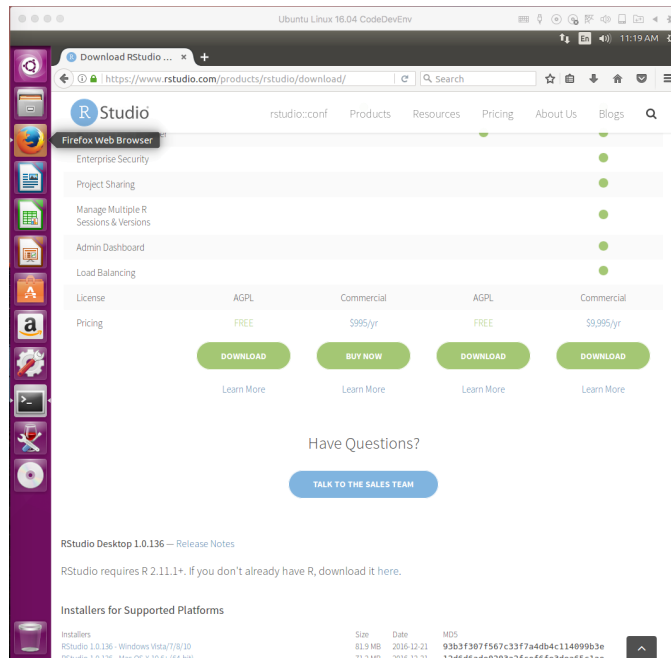 Ubuntu Linux 16.04 CodeDevEnv
En 11:19 AM
Download RStudio ... × +
https://www.rstudio.com/products/rstudio/download/ Search
R Studio rstudio::conf Products Resources Pricing About Us Blogs
Firefox Web Browser
Enterprise Security
Project Sharing
Manage Multiple R
Sessions & Versions
Admin Dashboard
Load Balancing
License AGPL Commercial AGPL Commercial
Pricing FREE $995/yr FREE $9,995/yr
DOWNLOAD BUY NOW DOWNLOAD DOWNLOAD
Learn More Learn More Learn More Learn More
Have Questions?
TALK TO THE SALES TEAM
RStudio Desktop 1.0.136 — Release Notes
RStudio requires R 2.11.1+. If you don't already have R, download it here.
Installers for Supported Platforms
Installers Size Date MD5
RStudio 1.0.136 - Windows Vista/7/8/10 81.9 MB 2016-12-21 93b3f307f567c33f7a4db4c114099b3e